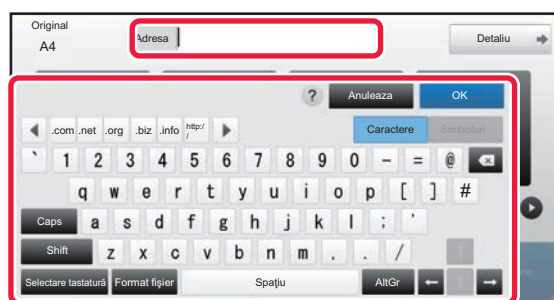 Original
A4
Adresa
Detaliu
? Anuleaza OK
.com .net .org .biz .info http:/
/
Caractere Simboluri
` 1 2 3 4 5 6 7 8 9 0 - = @
q w e r t y u i o p [ ] #
Caps a s d f g h j k l ; '
Shift z x c v b n m . . /
Selectare tastatură Format fişier Spaţiu AltGr